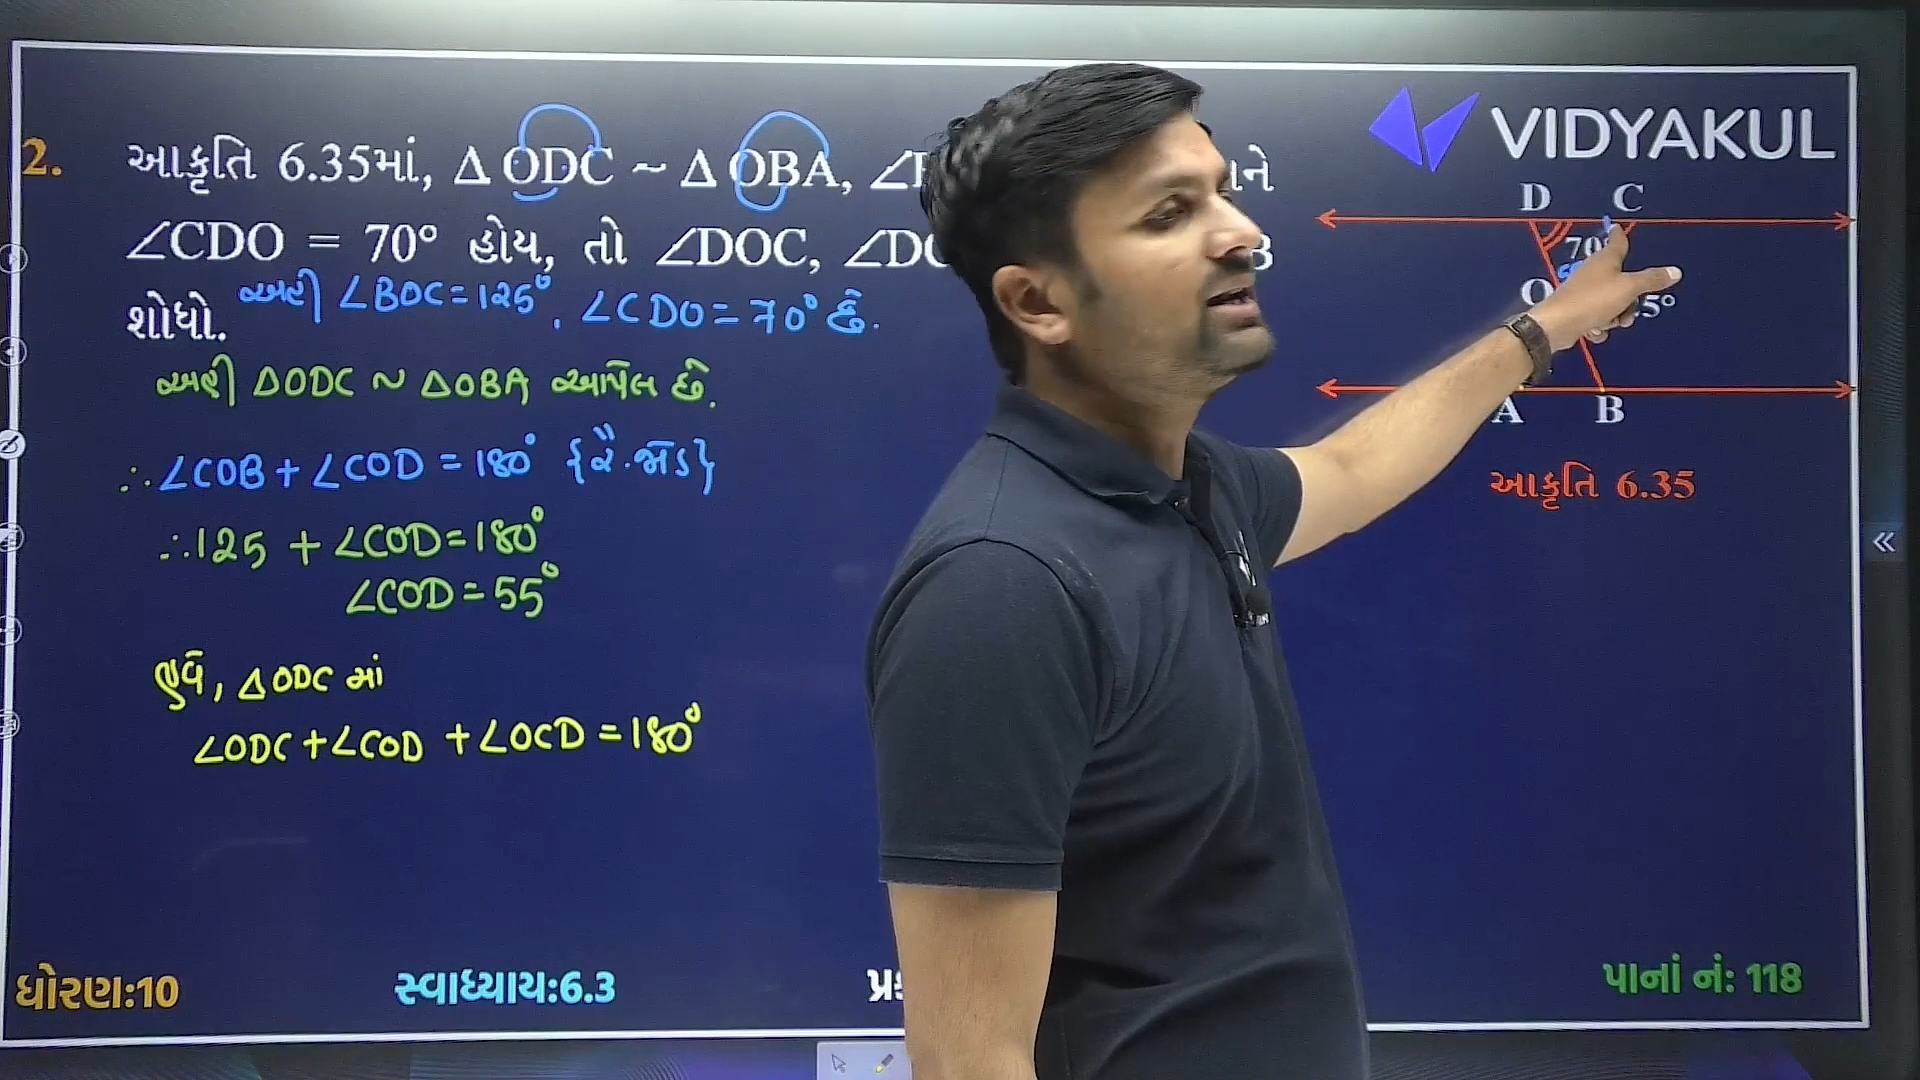 2. આકૃતિ 6.35માં, Δ ODC ~ Δ OBA,
∠CDO = 70° હોય, તો ∠DOC,
શોધો.
અહી ∠BOC = 125°, ∠CDO = 70° છે.
અહી ΔODC ~ ΔOBA આપેલ છે.
∴ ∠COB + ∠COD = 180° {રૈ.જોડ}
∴ 125 + ∠COD = 180°
∠COD = 55°
હવે, ΔODC માં
∠ODC + ∠COD + ∠OCD = 180°
VIDYAKUL
D C
70°
O
5°
A B
આકૃતિ 6.35
ધોરણ:10 સ્વાધ્યાય:6.3 પાનાં નં: 118